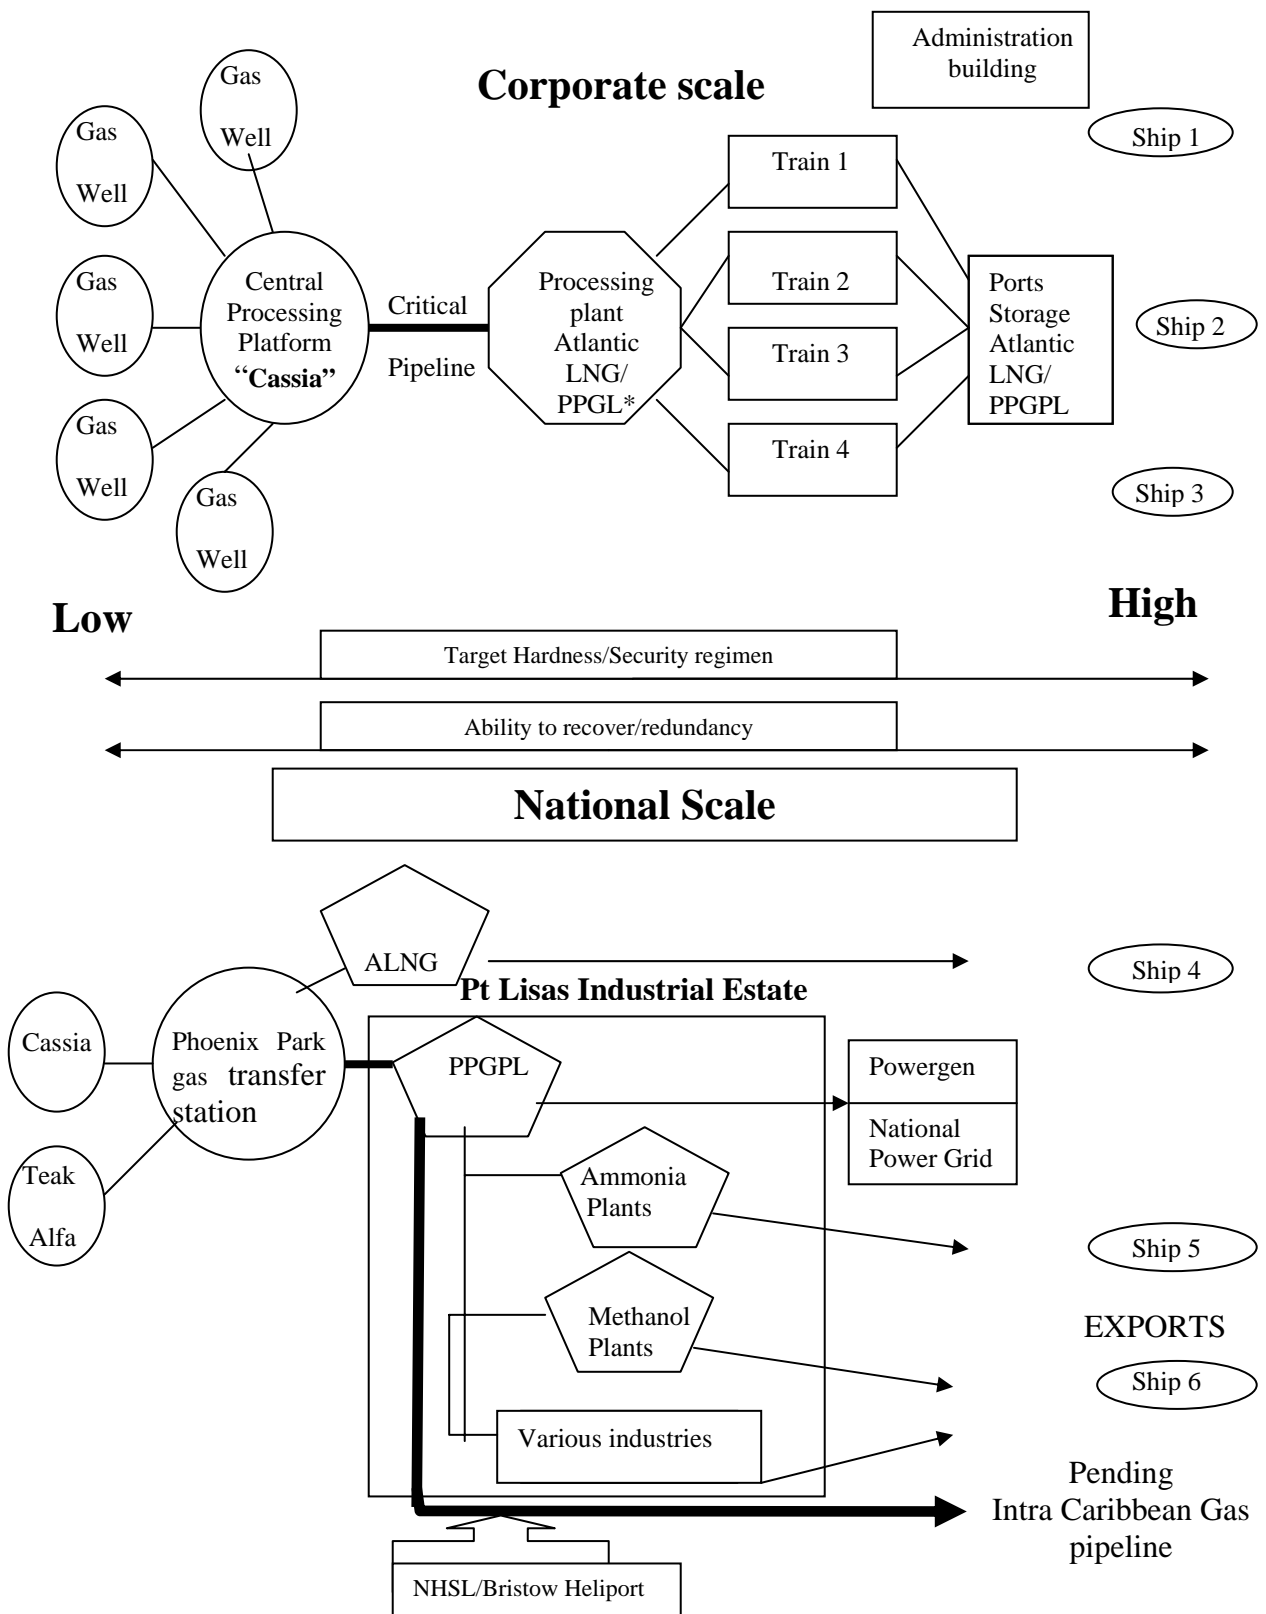 Administration
building
Corporate scale
Gas
Well
Gas
Well
Ship 1
Train 1
Gas
Well
Central
Processing
Platform
“Cassia”
Critical
Pipeline
Processing
plant
Atlantic
LNG/
PPGL*
Train 2
Train 3
Ports
Storage
Atlantic
LNG/
PPGPL
Ship 2
Gas
Well
Train 4
Gas
Well
Ship 3
Low
High
Target Hardness/Security regimen
Ability to recover/redundancy
National Scale
ALNG
Ship 4
Pt Lisas Industrial Estate
Cassia
Phoenix Park
gas transfer
station
PPGPL
Powergen
National
Power Grid
Teak
Alfa
Ammonia
Plants
Ship 5
Methanol
Plants
EXPORTS
Ship 6
Various industries
Pending
Intra Caribbean Gas
pipeline
NHSL/Bristow Heliport